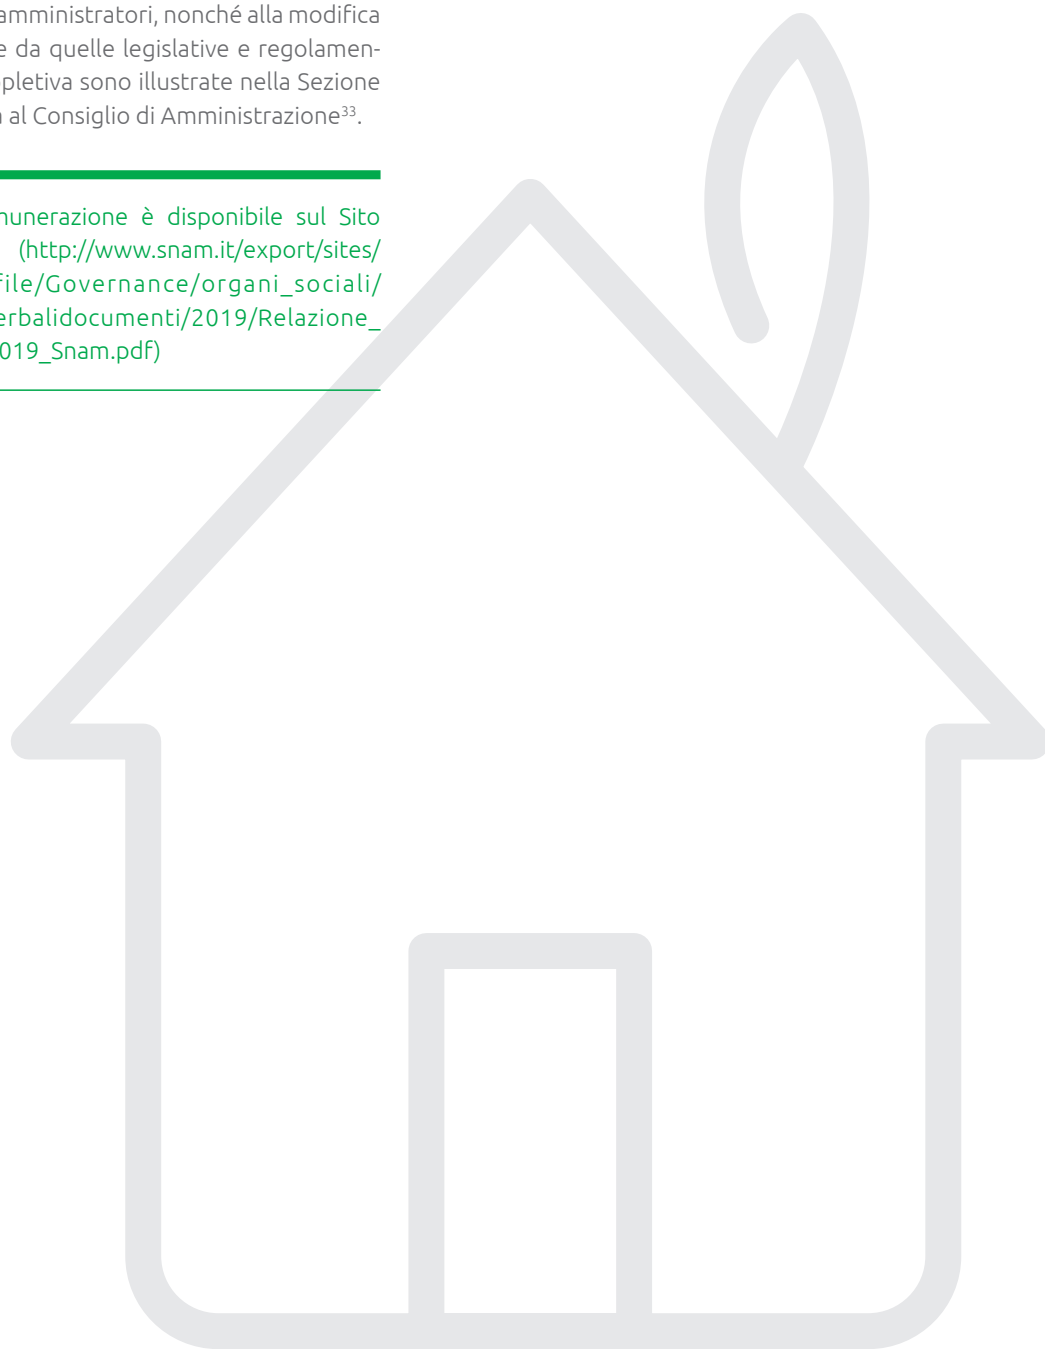 amministratori, nonché alla modifica
e da quelle legislative e regolamen-
pletiva sono illustrate nella Sezione
al Consiglio di Amministrazione³³.
munerazione è disponibile sul Sito
(http://www.snam.it/export/sites/
file/Governance/organi_sociali/
erbalidocumenti/2019/Relazione_
019_Snam.pdf)